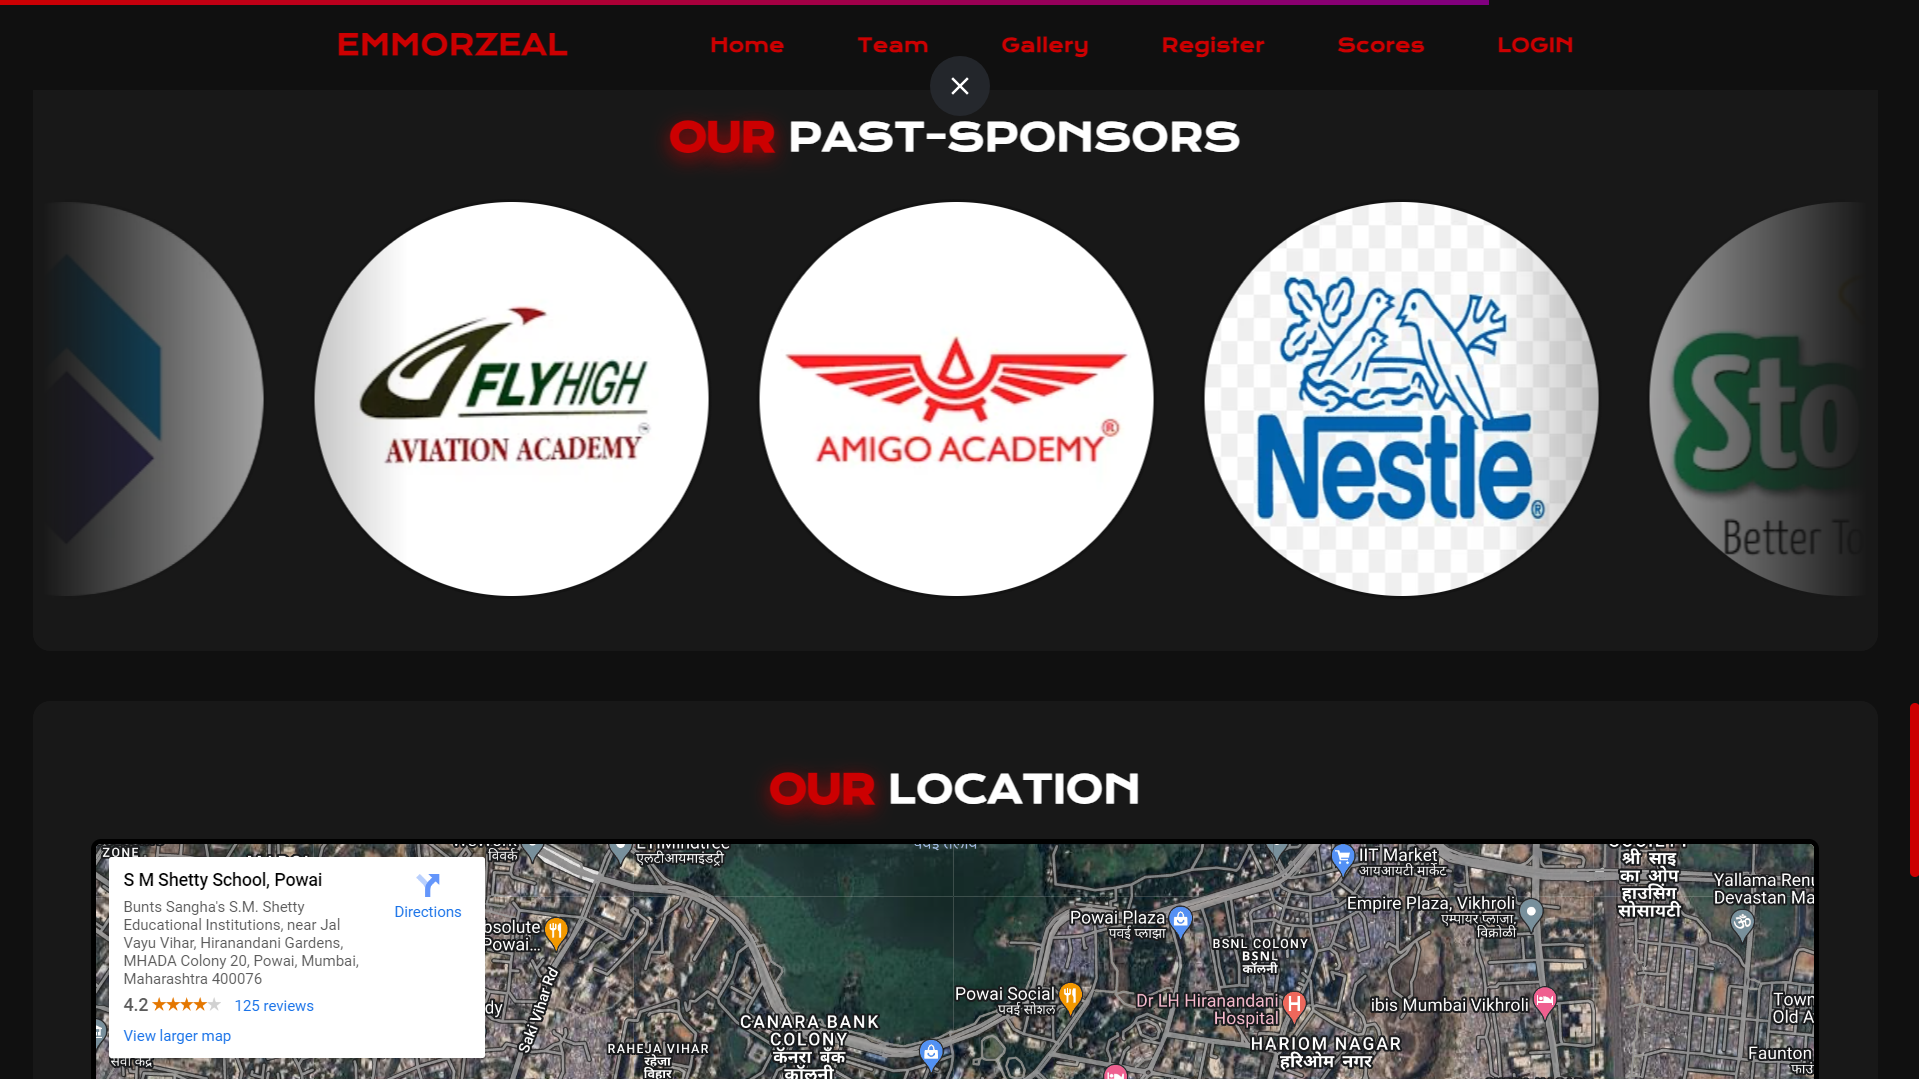 EMMORZEAL
Home
Team
Gallery
Register
Scores
LOGIN
OUR PAST-SPONSORS
FLYHIGH
AVIATION ACADEMY
AMIGO ACADEMY®
Nestlé®
Sto
Better To
OUR LOCATION
S M Shetty School, Powai
Directions
Bunts Sangha's S.M. Shetty
Educational Institutions, near Jal
Vayu Vihar, Hiranandani Gardens,
MHADA Colony 20, Powai, Mumbai,
Maharashtra 400076
4.2
125 reviews
View larger map
ZONE
विक्रोळी
एलटीआयमाइंडट्री
IIT Market
आयआयटी मार्केट
श्री साइ
का ओप
हाउसिंग
सोसायटी
Yallama Renu
Devastan Ma
Empire Plaza, Vikhroli
एम्पायर प्लाजा,
विक्रोळी
Powai Plaza
पवई प्लाझा
BSNL COLONY
BSNL
कॉलनी
Powai...
Saki Vihar Rd
Powai Social
पवई सोशल
Dr LH Hiranandani
Hospital
ibis Mumbai Vikhroli
Town
Old A
CANARA BANK
COLONY
कॅनरा बँक
कॉलनी
RAHEJA VIHAR
रहेजा
विहार
HARIOM NAGAR
हरिओम नगर
Faunton